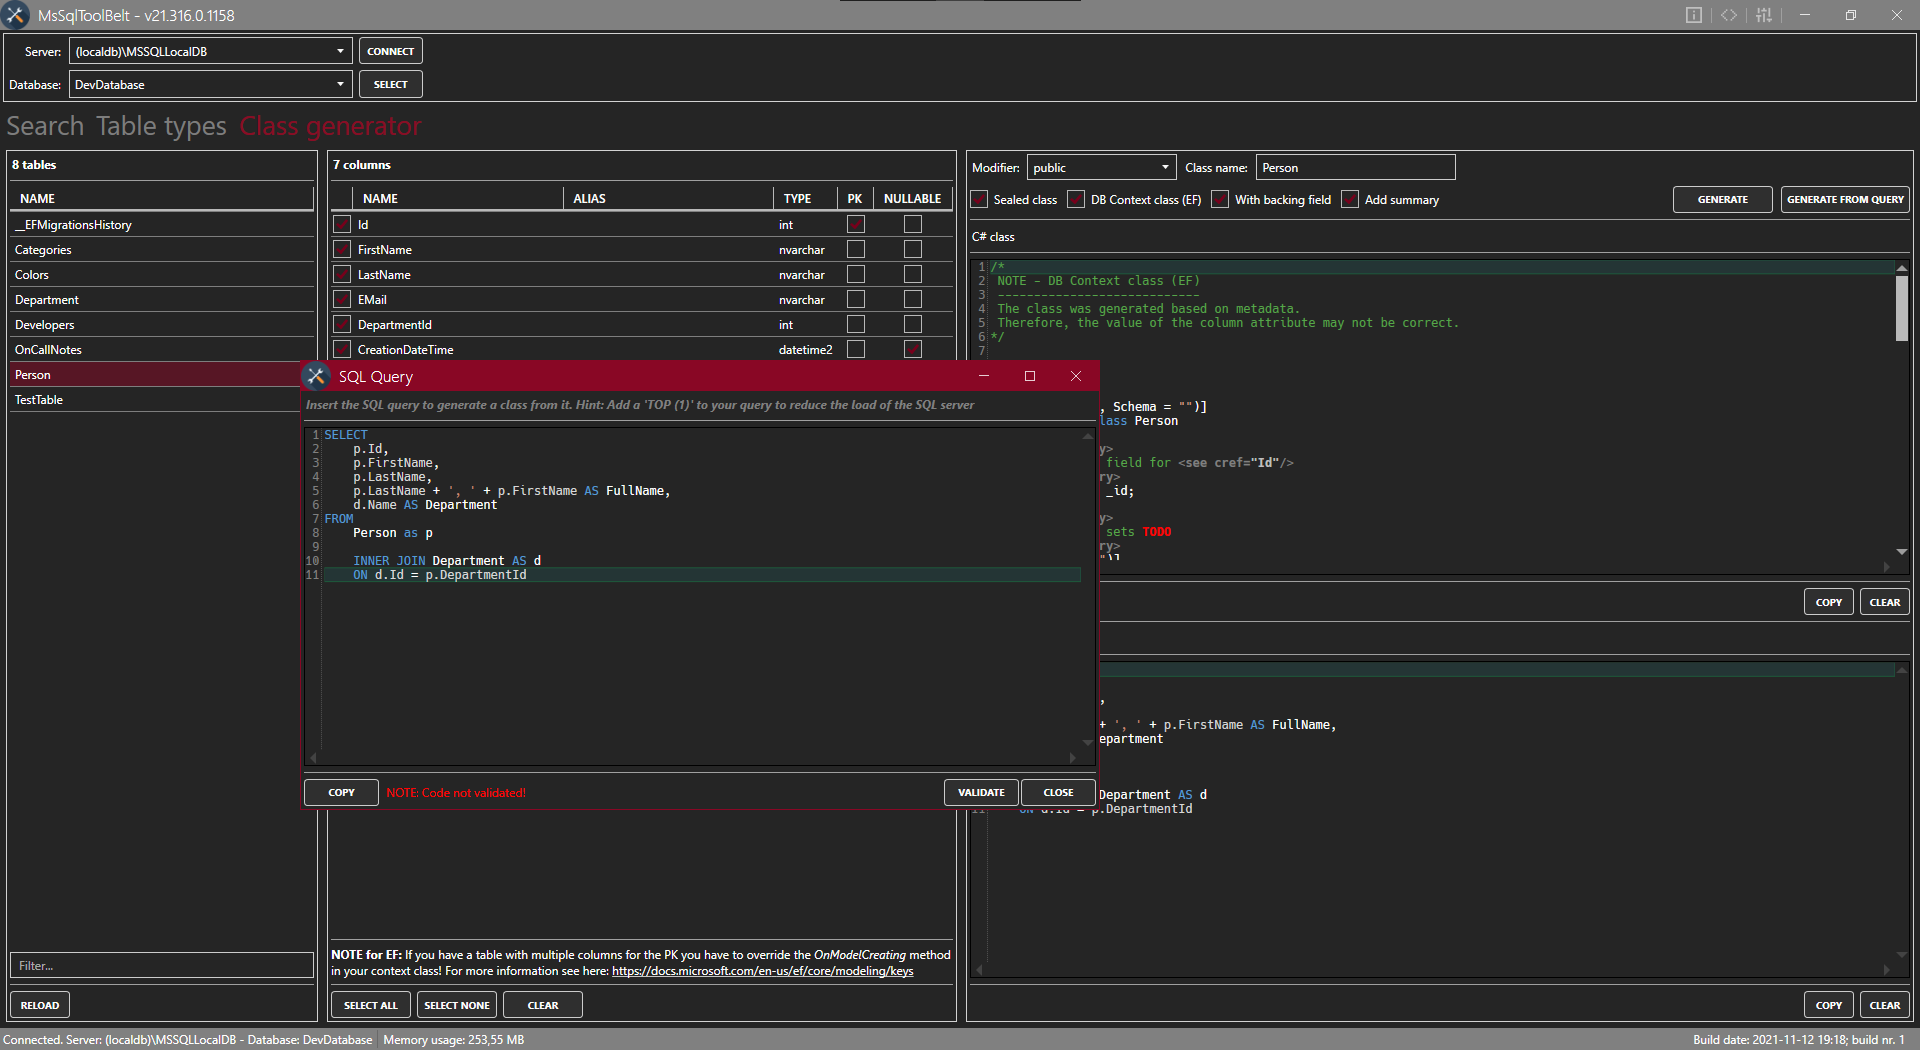 MsSqlToolBelt - v21.316.0.1158
Server: (localdb)\MSSQLLocalDB CONNECT
Database: DevDatabase SELECT
Search Table types Class generator
8 tables
NAME
__EFMigrationsHistory
Categories
Colors
Department
Developers
OnCallNotes
Person
TestTable
Filter...
RELOAD
7 columns
NAME ALIAS TYPE PK NULLABLE
Id int
FirstName nvarchar
LastName nvarchar
EMail nvarchar
DepartmentId int
CreationDateTime datetime2
NOTE for EF: If you have a table with multiple columns for the PK you have to override the OnModelCreating method
in your context class! For more information see here: https://docs.microsoft.com/en-us/ef/core/modeling/keys
SELECT ALL SELECT NONE CLEAR
Modifier: public Class name: Person
Sealed class DB Context class (EF) With backing field Add summary GENERATE GENERATE FROM QUERY
C# class
1 /*
2 NOTE - DB Context class (EF)
3 ----------------------------
4 The class was generated based on metadata.
5 Therefore, the value of the column attribute may not be correct.
6 */
7
, Schema = "")]
lass Person
y>
field for <see cref="Id"/>
ry>
_id;
y>
sets TODO
ry>
")]
COPY CLEAR
,
+ ', ' + p.FirstName AS FullName,
epartment
Department AS d
11 ON d.Id = p.DepartmentId
COPY CLEAR
SQL Query
Insert the SQL query to generate a class from it. Hint: Add a 'TOP (1)' to your query to reduce the load of the SQL server
1 SELECT
2 p.Id,
3 p.FirstName,
4 p.LastName,
5 p.LastName + ', ' + p.FirstName AS FullName,
6 d.Name AS Department
7 FROM
8 Person as p
9
10 INNER JOIN Department AS d
11 ON d.Id = p.DepartmentId
COPY NOTE: Code not validated! VALIDATE CLOSE
Connected. Server: (localdb)\MSSQLLocalDB - Database: DevDatabase Memory usage: 253,55 MB Build date: 2021-11-12 19:18; build nr. 1